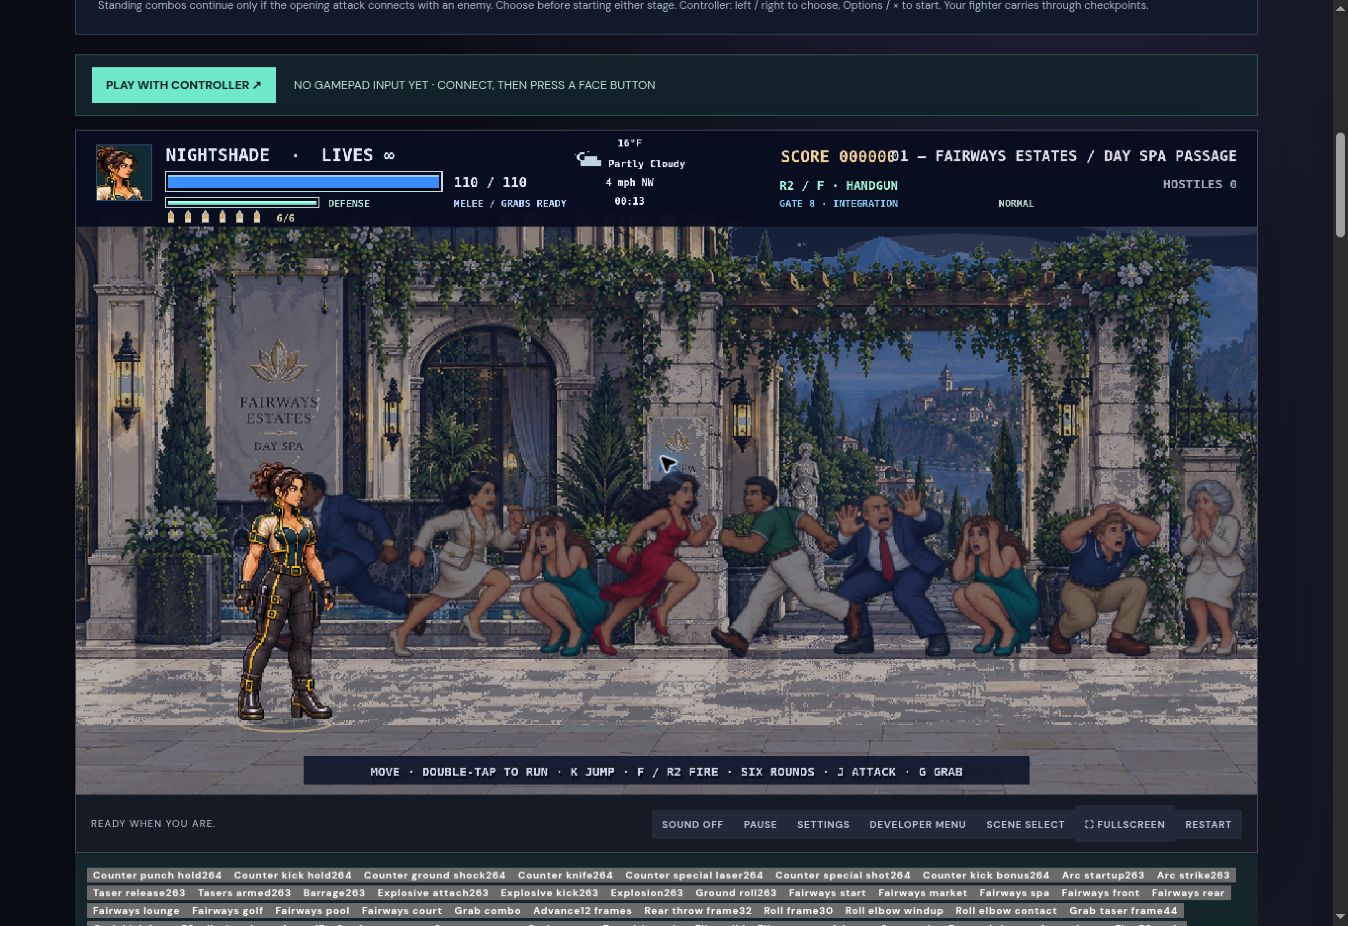 Standing combos continue only if the opening attack connects with an enemy. Choose before starting either stage. Controller: left / right to choose, Options / × to start. Your fighter carries through checkpoints.
PLAY WITH CONTROLLER ↗ NO GAMEPAD INPUT YET · CONNECT, THEN PRESS A FACE BUTTON
NIGHTSHADE · LIVES ∞
110 / 110
DEFENSE
MELEE / GRABS READY
6/6
16°F
Partly Cloudy
4 mph NW
00:13
SCORE 000000
01 — FAIRWAYS ESTATES / DAY SPA PASSAGE
R2 / F · HANDGUN
HOSTILES 0
GATE 8 · INTEGRATION
NORMAL
FAIRWAYS
ESTATES
DAY SPA
MOVE · DOUBLE-TAP TO RUN · K JUMP · F / R2 FIRE · SIX ROUNDS · J ATTACK · G GRAB
READY WHEN YOU ARE.
SOUND OFF PAUSE SETTINGS DEVELOPER MENU SCENE SELECT FULLSCREEN RESTART
Counter punch hold264 Counter kick hold264 Counter ground shock264 Counter knife264 Counter special laser264 Counter special shot264 Counter kick bonus264 Arc startup263 Arc strike263
Taser release263 Tasers armed263 Barrage263 Explosive attach263 Explosive kick263 Explosion263 Ground roll263 Fairways start Fairways market Fairways spa Fairways front Fairways rear
Fairways lounge Fairways golf Fairways pool Fairways court Grab combo Advance12 frames Rear throw frame32 Roll frame30 Roll elbow windup Roll elbow contact Grab taser frame44